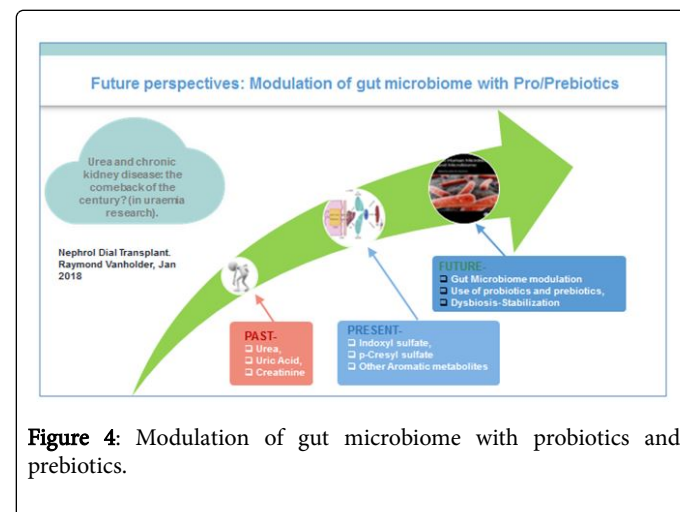 Future perspectives: Modulation of gut microbiome with Pro/Prebiotics
Urea and chronic
kidney disease: the
comeback of the
century? (in uraemia
research).
Nephrol Dial Transplant.
Raymond Vanholder, Jan
2018
PAST-
❑ Urea,
❑ Uric Acid,
❑ Creatinine
PRESENT-
❑ Indoxyl sulfate,
❑ p-Cresyl sulfate
❑ Other Aromatic metabolites
FUTURE-
❑ Gut Microbiome modulation
❑ Use of probiotics and prebiotics,
❑ Dysbiosis-Stabilization
Figure 4: Modulation of gut microbiome with probiotics and
prebiotics.